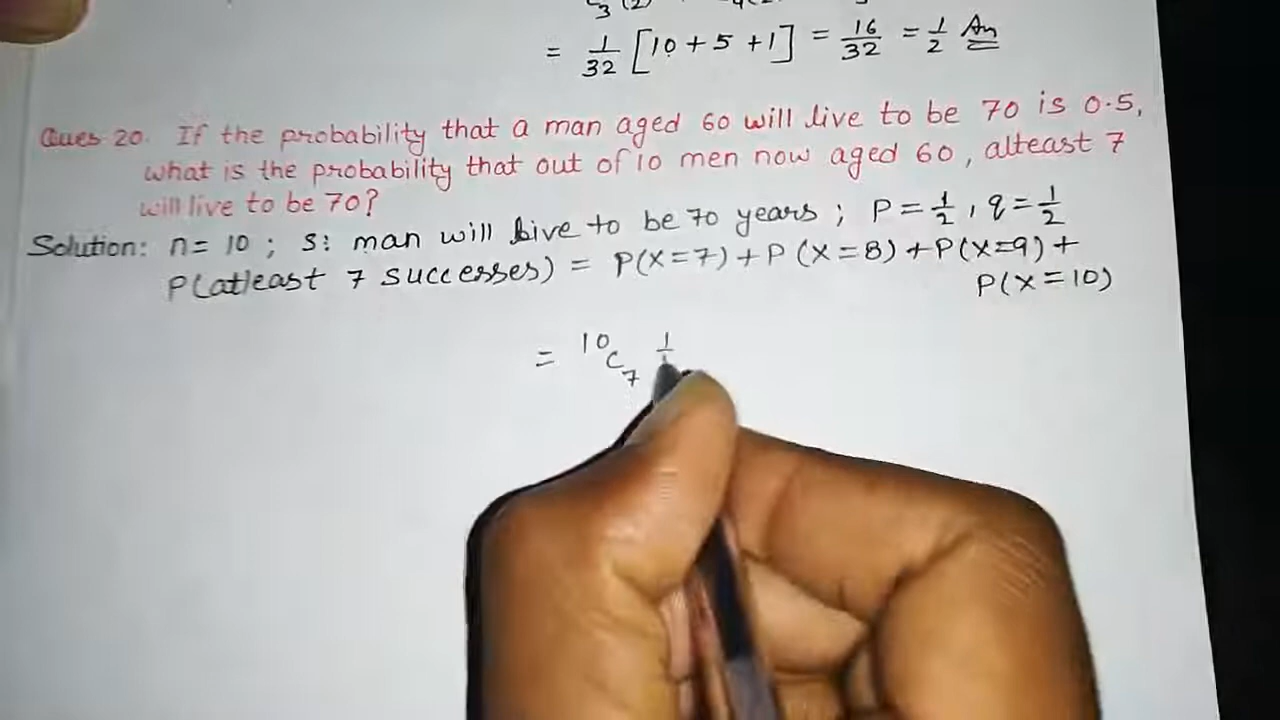 = 1/32 [10 + 5 + 1] = 16/32 = 1/2 An
Ques 20. If the probability that a man aged 60 will live to be 70 is 0.5,
what is the probability that out of 10 men now aged 60, alteast 7
will live to be 70?
Solution: n = 10 ; S: man will live to be 70 years ; P = 1/2 , q = 1/2
P(atleast 7 successes) = P(X=7) + P(X=8) + P(X=9) +
P(X=10)
= 10C7 1